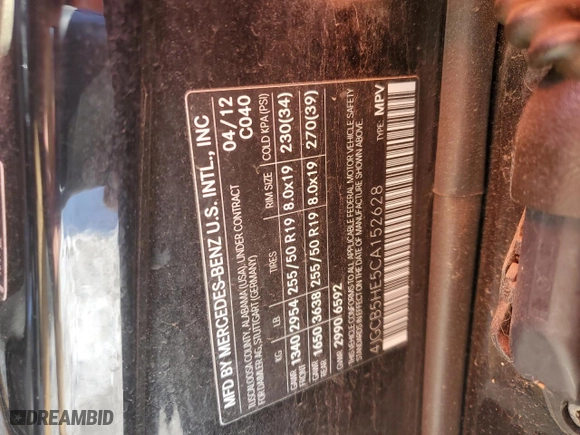 MFD BY MERCEDES-BENZ U.S. INTL., INC
TUSCALOOSA COUNTY, ALABAMA (USA), UNDER CONTRACT 04/12
FOR DAIMLER AG, STUTTGART (GERMANY) C040
KG LB TIRES RIM SIZE COLD KPA(PSI)
GAWR FRONT 1340 2954 255/50 R19 8.0x19 230(34)
GAWR REAR 1650 3638 255/50 R19 8.0x19 270(39)
GVWR 2990 6592
THIS VEHICLE CONFORMS TO ALL APPLICABLE FEDERAL MOTOR VEHICLE SAFETY
STANDARDS IN EFFECT ON THE DATE OF MANUFACTURE SHOWN ABOVE.
4JGCB5HE5CA152628 TYPE: MPV
DREAMBID